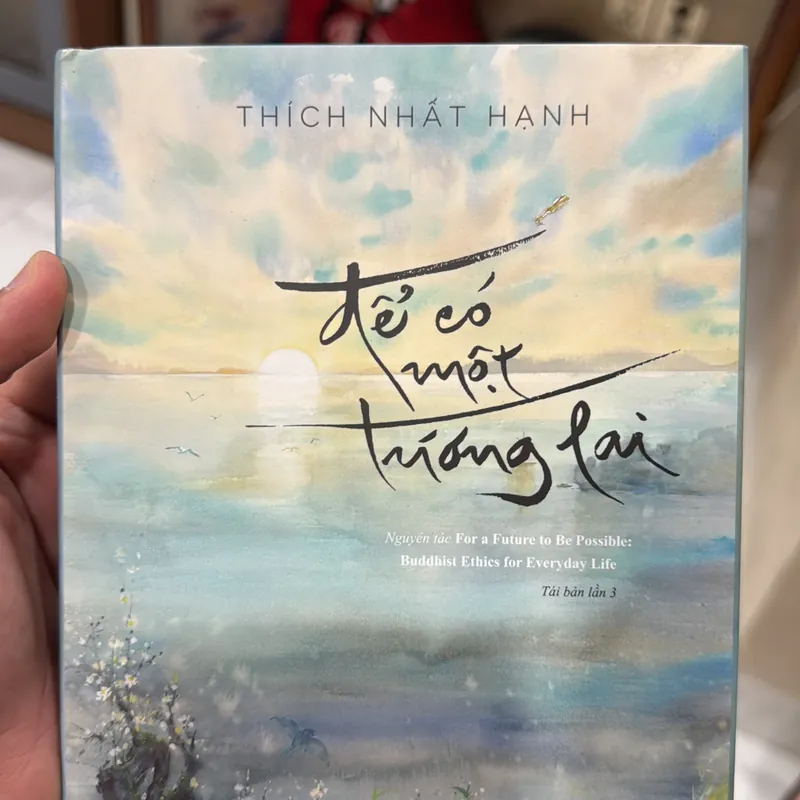 THÍCH NHẤT HẠNH
để có
một
tương lai
Nguyên tác For a Future to Be Possible:
Buddhist Ethics for Everyday Life
Tái bản lần 3